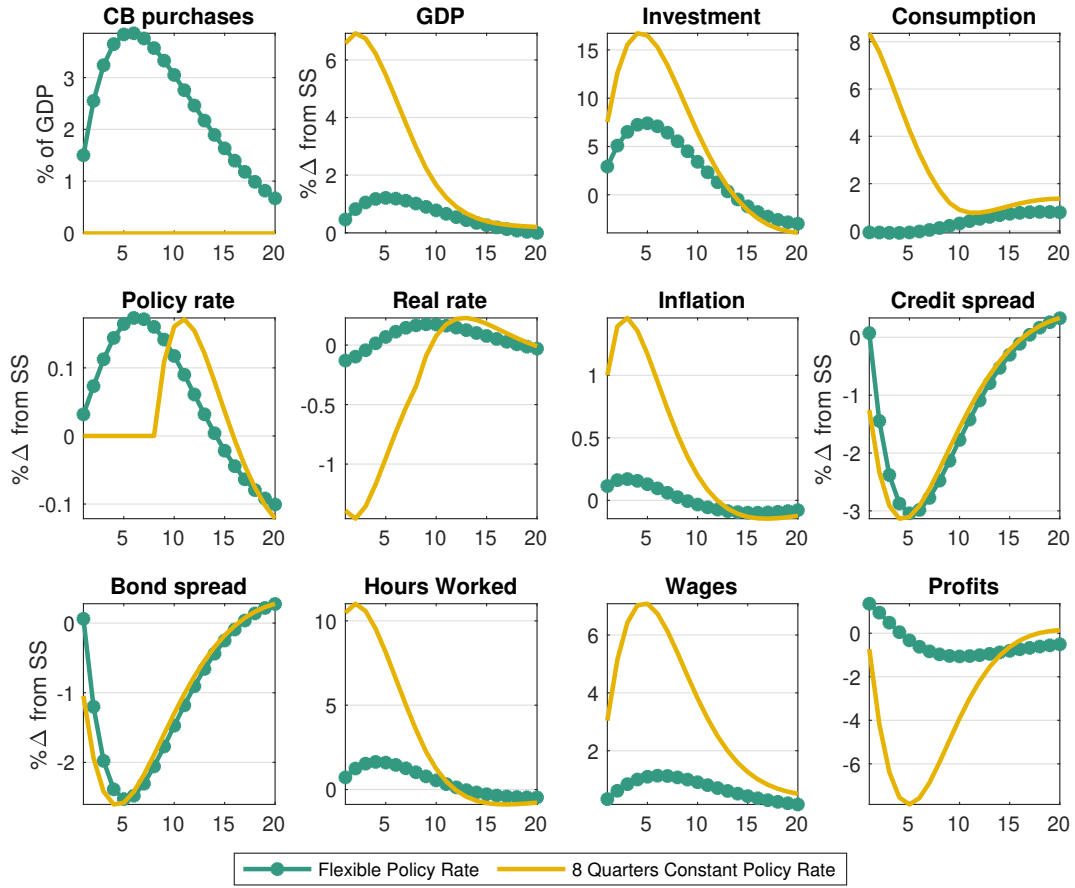 CB purchases
GDP
Investment
Consumption
% of GDP
% Δ from SS
0
1
2
3
0
2
4
6
0
5
10
15
0
2
4
6
8
5 10 15 20
5 10 15 20
5 10 15 20
5 10 15 20
Policy rate
Real rate
Inflation
Credit spread
% Δ from SS
% Δ from SS
-0.1
0
0.1
-1
-0.5
0
0
0.5
1
-3
-2
-1
0
5 10 15 20
5 10 15 20
5 10 15 20
5 10 15 20
Bond spread
Hours Worked
Wages
Profits
% Δ from SS
-2
-1
0
0
5
10
2
4
6
-6
-4
-2
0
5 10 15 20
5 10 15 20
5 10 15 20
5 10 15 20
Flexible Policy Rate
8 Quarters Constant Policy Rate